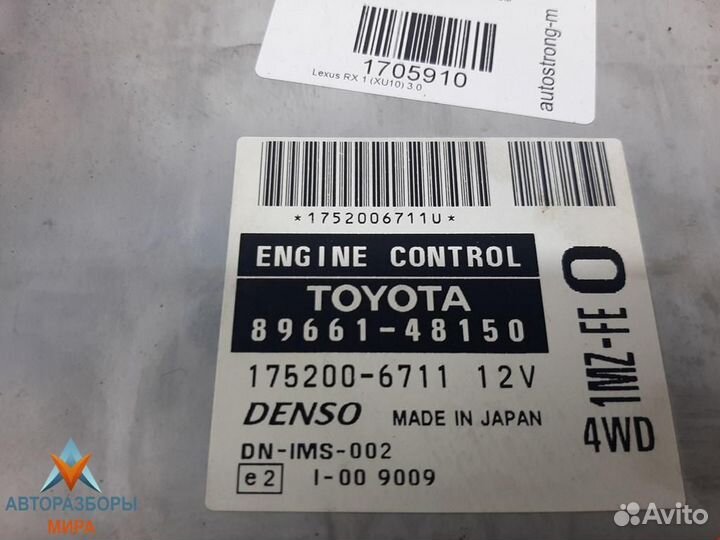 1705910
Lexus RX 1 (XU10) 3.0
autostrong-m
*1752006711U*
ENGINE CONTROL
TOYOTA
89661-48150
175200-6711 12V
DENSO MADE IN JAPAN
DN-IMS-002
e2 I-00 9009
0
1MZ-FE
4WD
АВТОРАЗБОРЫ
МИРА
Avito